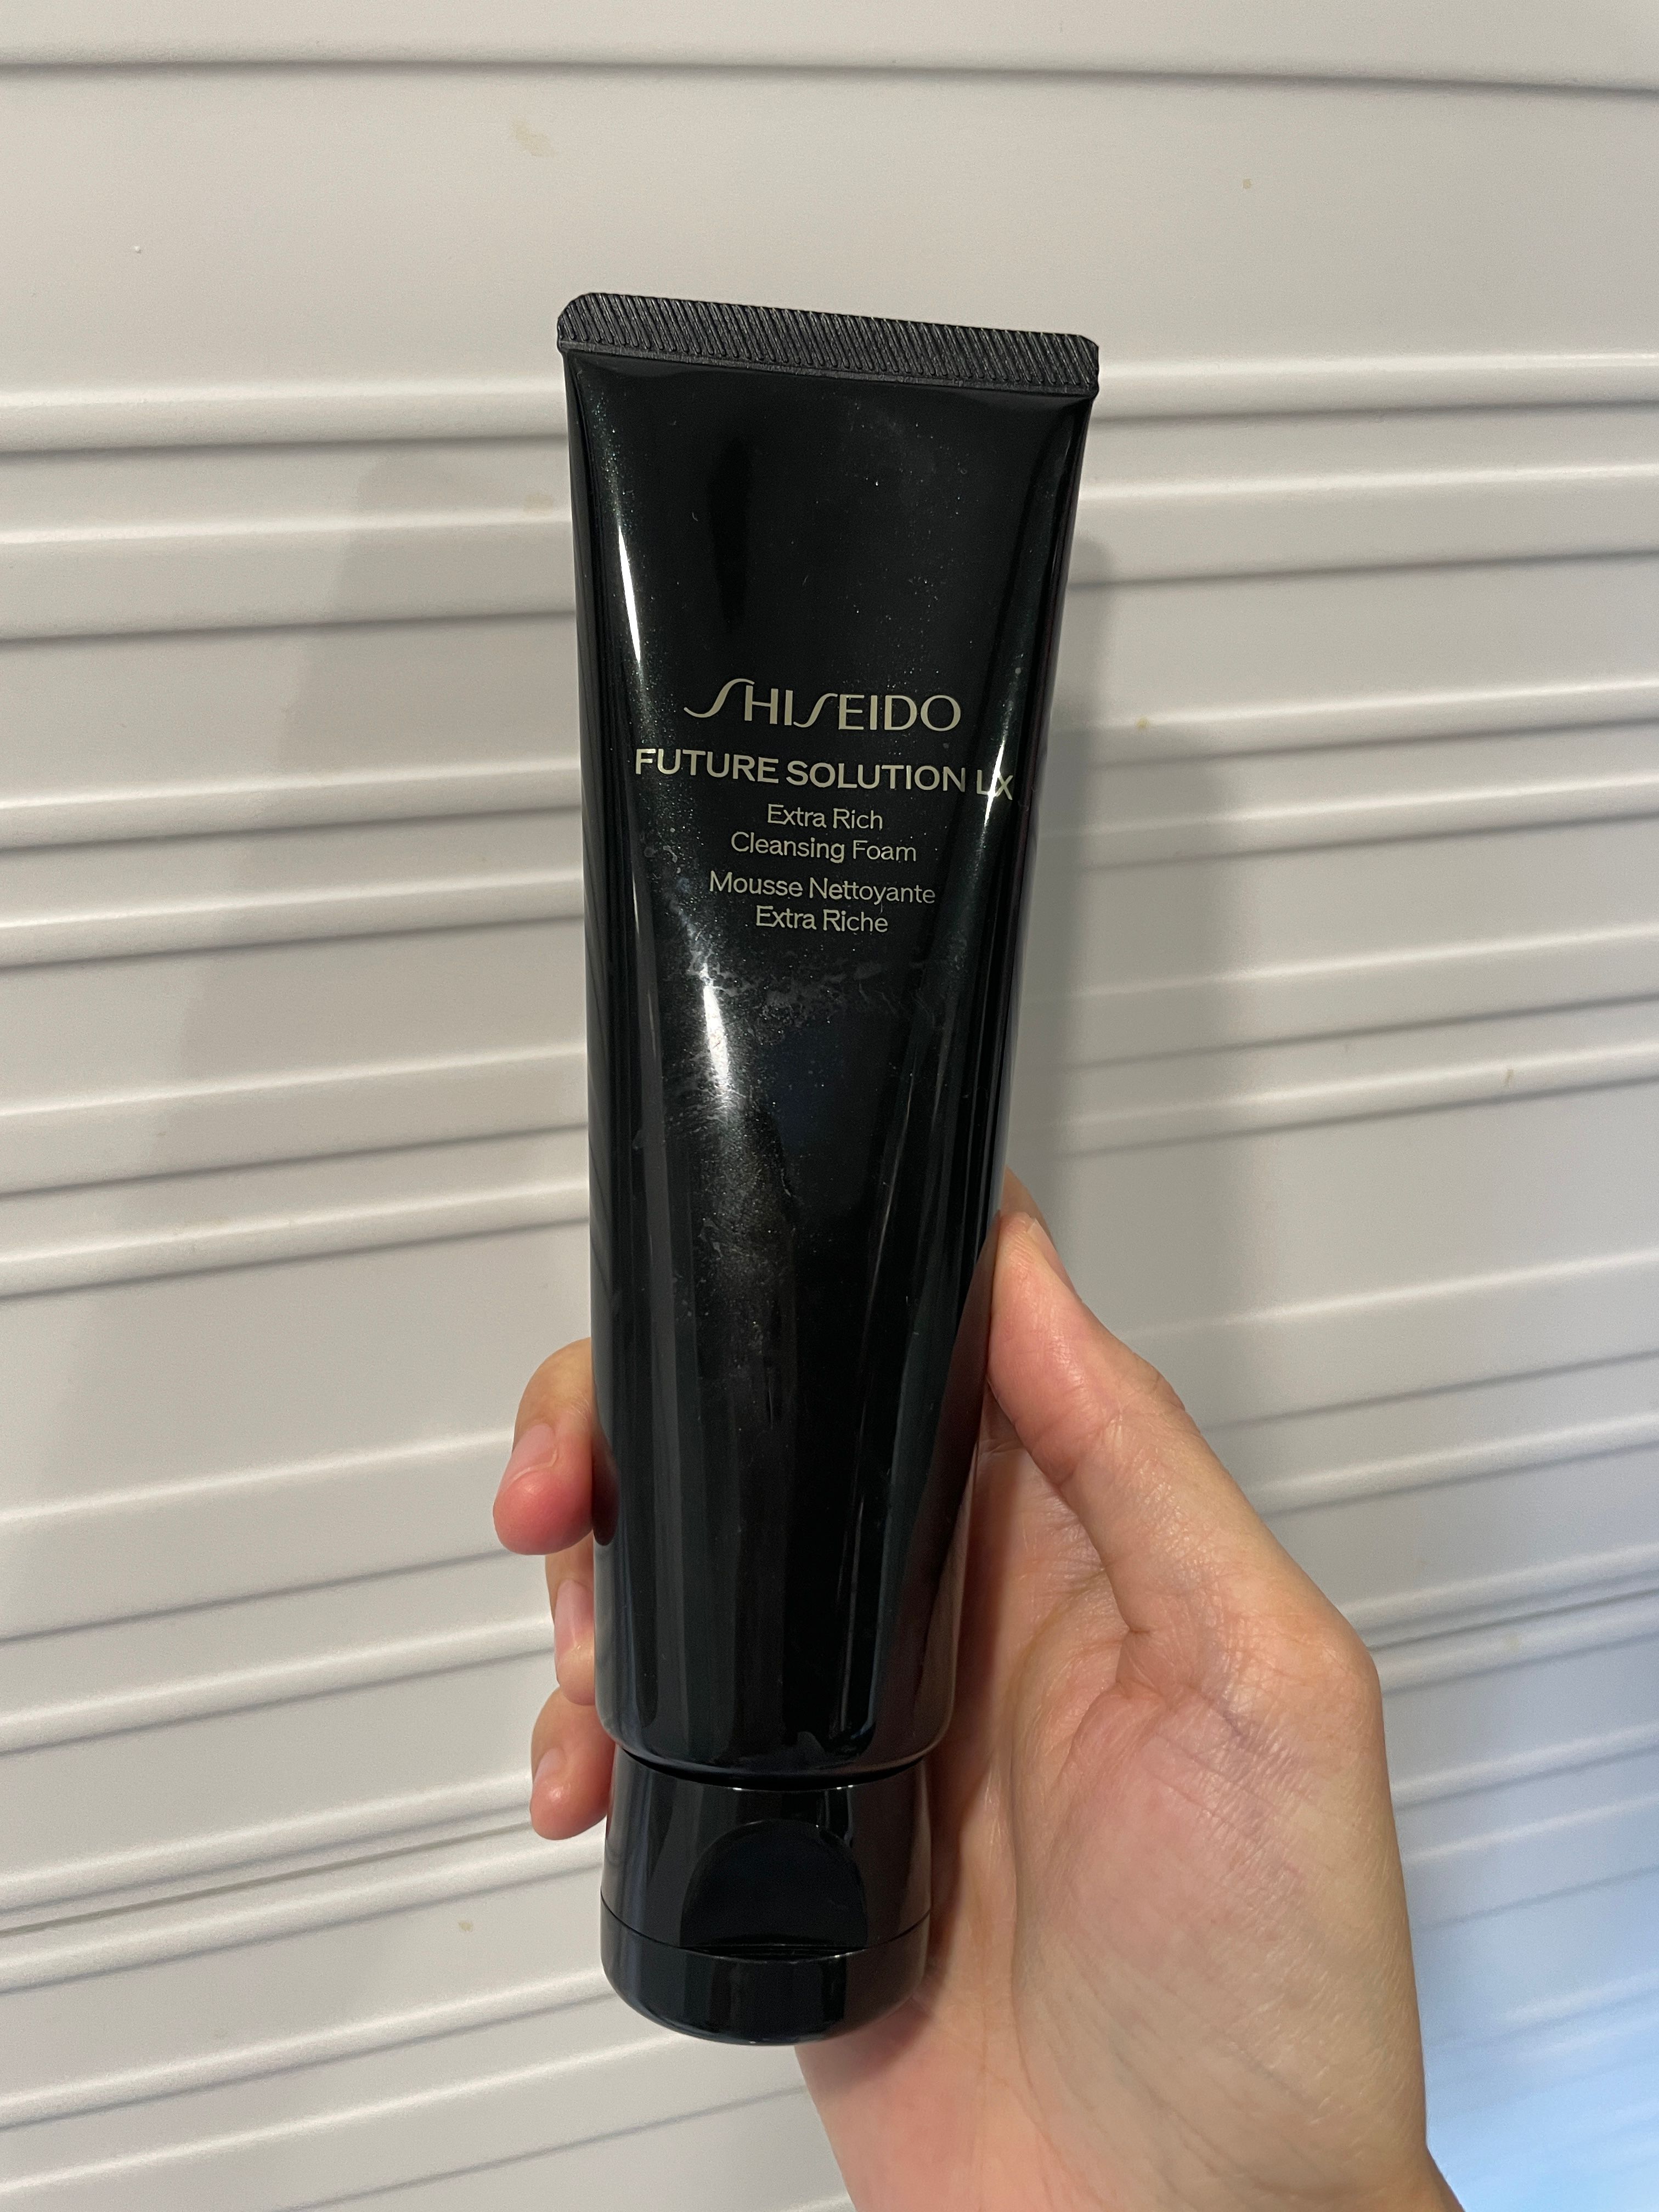 SHISEIDO
FUTURE SOLUTION LX
Extra Rich
Cleansing Foam
Mousse Nettoyante
Extra Riche